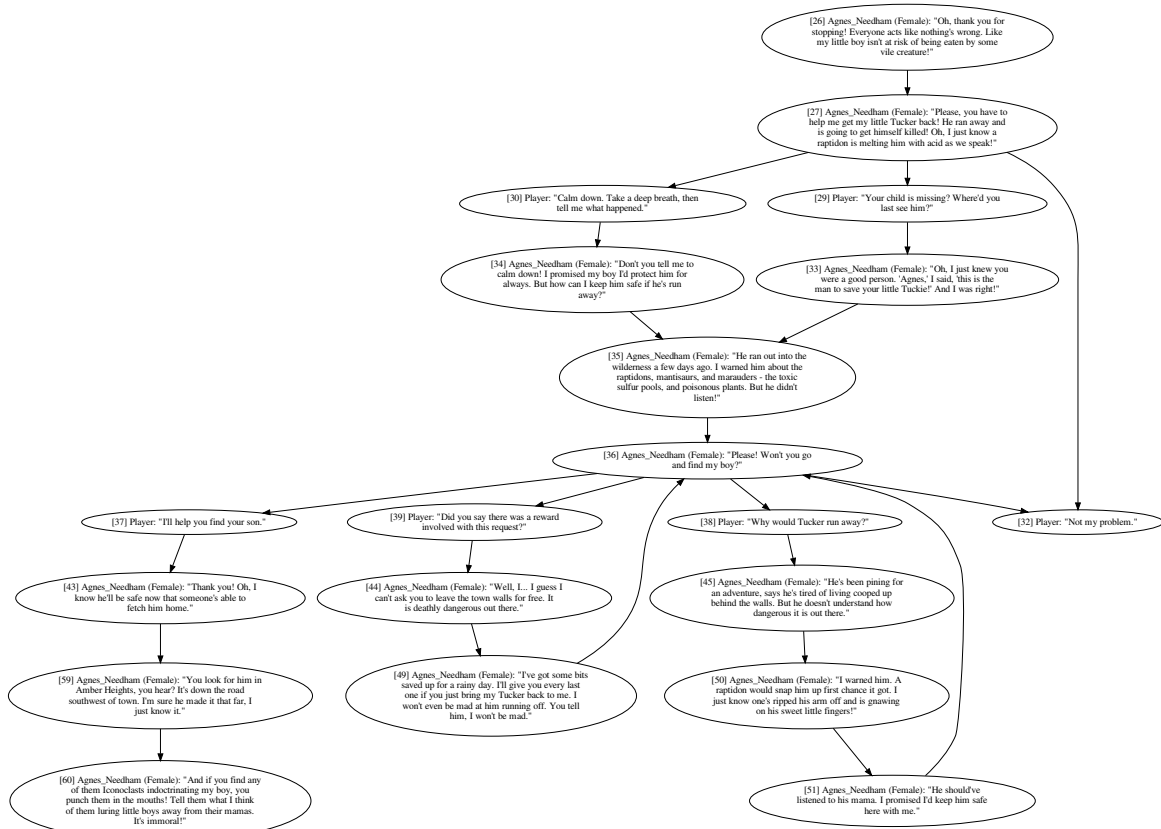 [26] Agnes_Needham (Female): "Oh, thank you for
stopping! Everyone acts like nothing's wrong. Like
my little boy isn't at risk of being eaten by some
vile creature!"
[27] Agnes_Needham (Female): "Please, you have to
help me get my little Tucker back! He ran away and
is going to get himself killed! Oh, I just know a
raptidon is melting him with acid as we speak!"
[30] Player: "Calm down. Take a deep breath, then
tell me what happened."
[29] Player: "Your child is missing? Where'd you
last see him?"
[34] Agnes_Needham (Female): "Don't you tell me to
calm down! I promised my boy I'd protect him for
always. But how can I keep him safe if he's run
away?"
[33] Agnes_Needham (Female): "Oh, I just knew you
were a good person. 'Agnes,' I said, 'this is the
man to save your little Tuckie!' And I was right!"
[35] Agnes_Needham (Female): "He ran out into the
wilderness a few days ago. I warned him about the
raptidons, mantisaurs, and marauders - the toxic
sulfur pools, and poisonous plants. But he didn't
listen!"
[36] Agnes_Needham (Female): "Please! Won't you go
and find my boy?"
[37] Player: "I'll help you find your son."
[39] Player: "Did you say there was a reward
involved with this request?"
[38] Player: "Why would Tucker run away?"
[32] Player: "Not my problem."
[43] Agnes_Needham (Female): "Thank you! Oh, I
know he'll be safe now that someone's able to
fetch him home."
[44] Agnes_Needham (Female): "Well, I... I guess I
can't ask you to leave the town walls for free. It
is deathly dangerous out there."
[45] Agnes_Needham (Female): "He's been pining for
an adventure, says he's tired of living cooped up
behind the walls. But he doesn't understand how
dangerous it is out there."
[59] Agnes_Needham (Female): "You look for him in
Amber Heights, you hear? It's down the road
southwest of town. I'm sure he made it that far, I
just know it."
[49] Agnes_Needham (Female): "I've got some bits
saved up for a rainy day. I'll give you every last
one if you just bring my Tucker back to me. I
won't even be mad at him running off. You tell
him, I won't be mad."
[50] Agnes_Needham (Female): "I warned him. A
raptidon would snap him up first chance it got. I
just know one's ripped his arm off and is gnawing
on his sweet little fingers!"
[60] Agnes_Needham (Female): "And if you find any
of them Iconoclasts indoctrinating my boy, you
punch them in the mouths! Tell them what I think
of them luring little boys away from their mamas.
It's immoral!"
[51] Agnes_Needham (Female): "He should've
listened to his mama. I promised I'd keep him safe
here with me."